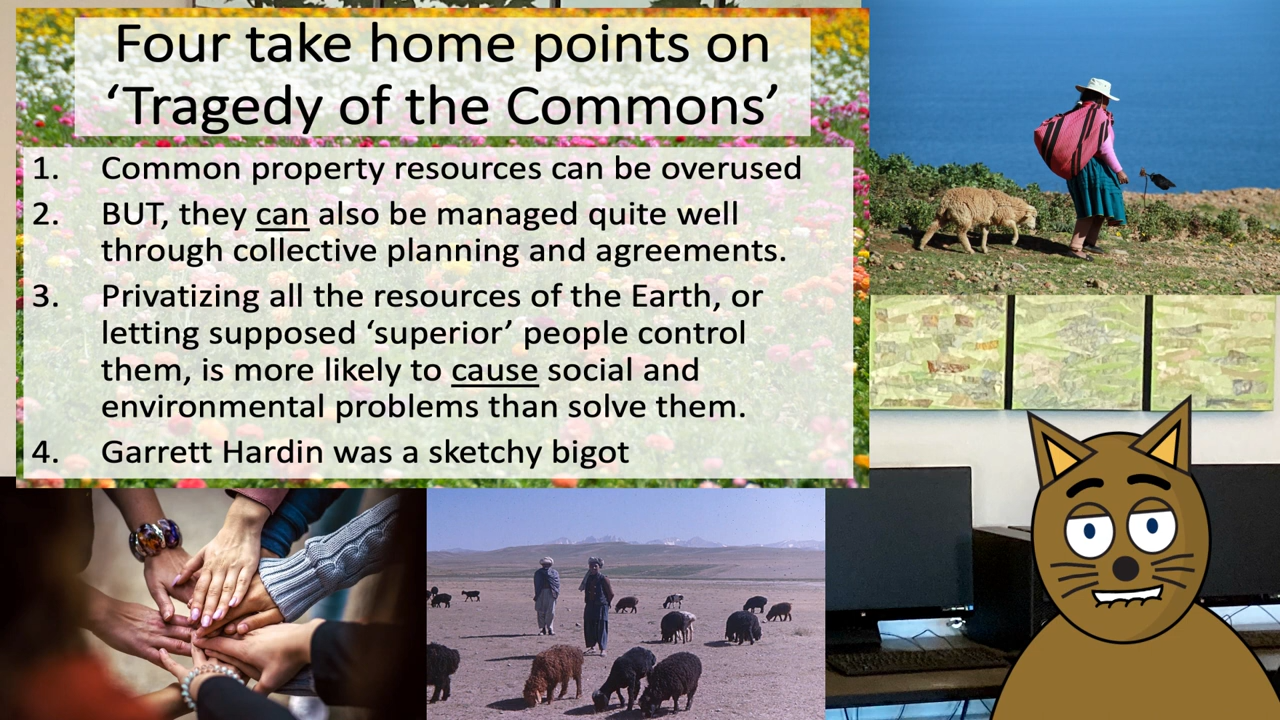 Four take home points on
‘Tragedy of the Commons’
1. Common property resources can be overused
2. BUT, they can also be managed quite well
through collective planning and agreements.
3. Privatizing all the resources of the Earth, or
letting supposed ‘superior’ people control
them, is more likely to cause social and
environmental problems than solve them.
4. Garrett Hardin was a sketchy bigot